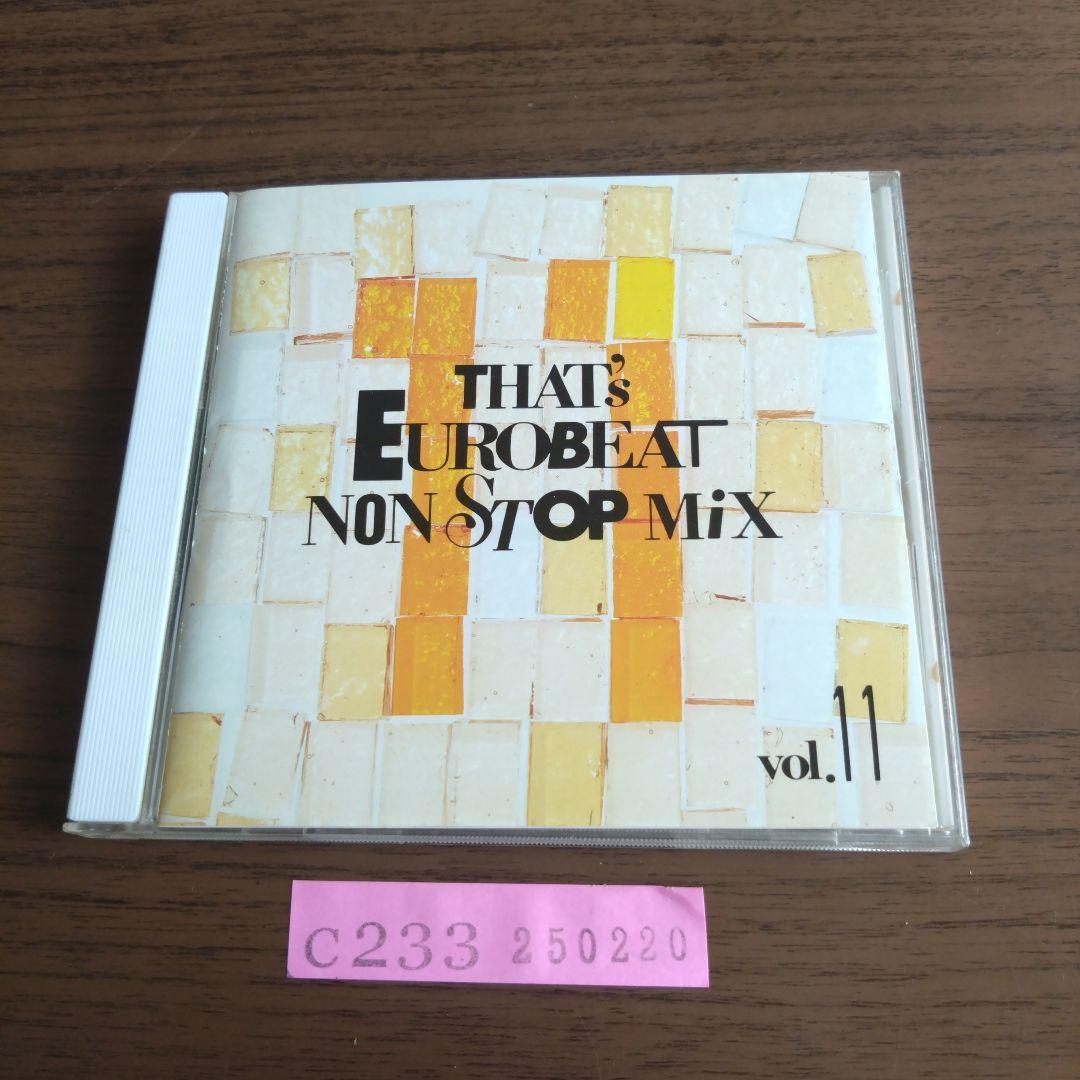 THAT's
EUROBEAT
NON STOP MiX
vol.11
C233 250220